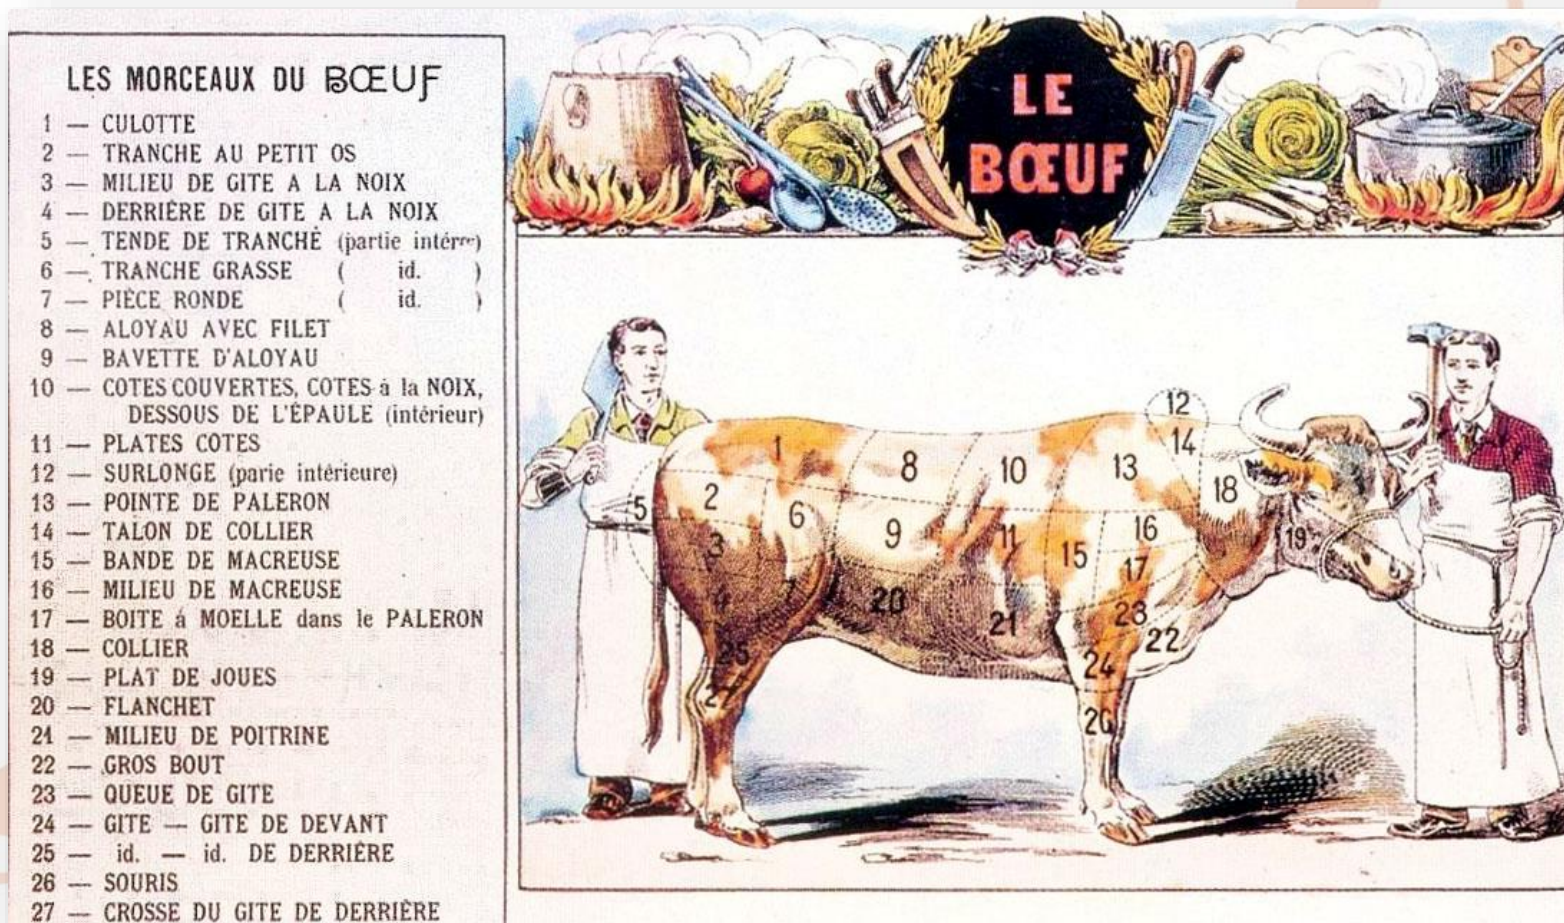 LES MORCEAUX DU BŒUF
1 — CULOTTE
2 — TRANCHE AU PETIT OS
3 — MILIEU DE GITE A LA NOIX
4 — DERRIÈRE DE GITE A LA NOIX
5 — TENDE DE TRANCHÉ (partie intérre)
6 — TRANCHE GRASSE ( id. )
7 — PIÈCE RONDE ( id. )
8 — ALOYAU AVEC FILET
9 — BAVETTE D'ALOYAU
10 — COTES COUVERTES, COTES à la NOIX,
DESSOUS DE L'ÉPAULE (intérieur)
11 — PLATES COTES
12 — SURLONGE (parie intérieure)
13 — POINTE DE PALERON
14 — TALON DE COLLIER
15 — BANDE DE MACREUSE
16 — MILIEU DE MACREUSE
17 — BOITE á MOELLE dans le PALERON
18 — COLLIER
19 — PLAT DE JOUES
20 — FLANCHET
21 — MILIEU DE POITRINE
22 — GROS BOUT
23 — QUEUE DE GITE
24 — GITE — GITE DE DEVANT
25 — id. — id. DE DERRIÈRE
26 — SOURIS
27 — CROSSE DU GITE DE DERRIÈRE
LE
BŒUF
12
1
8
10
13
14
18
2
5
6
9
11
15
16
19
3
17
4
7
20
21
23
22
25
24
27
26